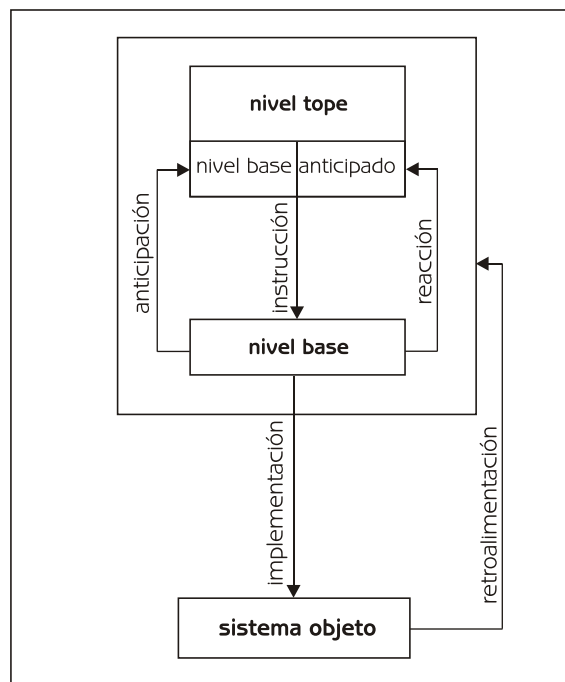 nivel tope
nivel base anticipado
anticipación
instrucción
reacción
nivel base
implementación
retroalimentación
sistema objeto